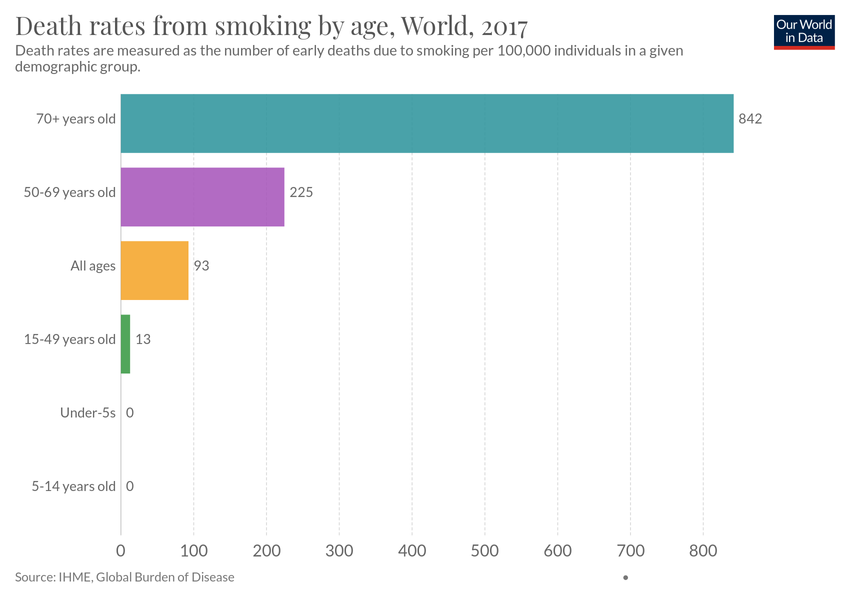 Death rates from smoking by age, World, 2017
Our World
in Data
Death rates are measured as the number of early deaths due to smoking per 100,000 individuals in a given
demographic group.
70+ years old 842
50-69 years old 225
All ages 93
15-49 years old 13
Under-5s 0
5-14 years old 0
0 100 200 300 400 500 600 700 800
Source: IHME, Global Burden of Disease •